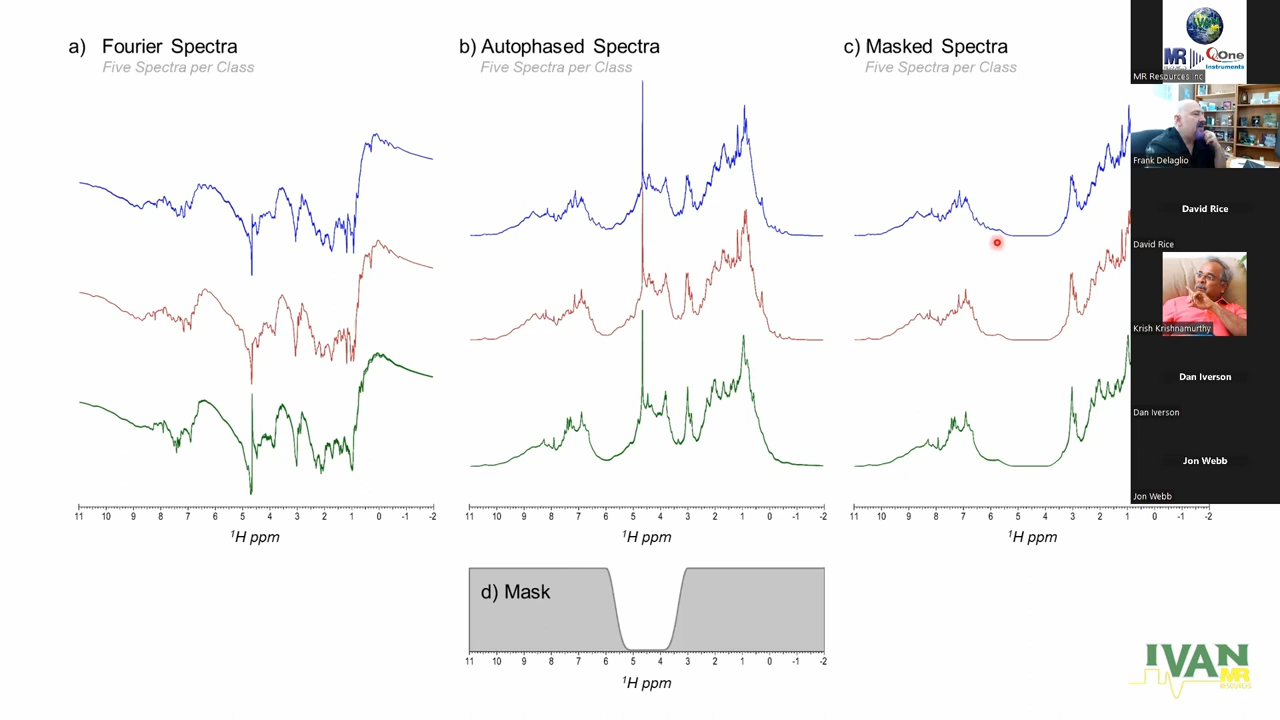 a) Fourier Spectra
Five Spectra per Class
b) Autophased Spectra
Five Spectra per Class
c) Masked Spectra
Five Spectra per Class
11 10 9 8 7 6 5 4 3 2 1 0 -1 -2
¹H ppm
11 10 9 8 7 6 5 4 3 2 1 0 -1 -2
¹H ppm
11 10 9 8 7 6 5 4 3 2 1 0 -1 -2
¹H ppm
d) Mask
11 10 9 8 7 6 5 4 3 2 1 0 -1 -2
¹H ppm
MR
QOne
Instruments
MR Resources Inc
Frank Delaglio
David Rice
David Rice
Krish Krishnamurthy
Dan Iverson
Dan Iverson
Jon Webb
Jon Webb
IVAN
MR
RESOURCES